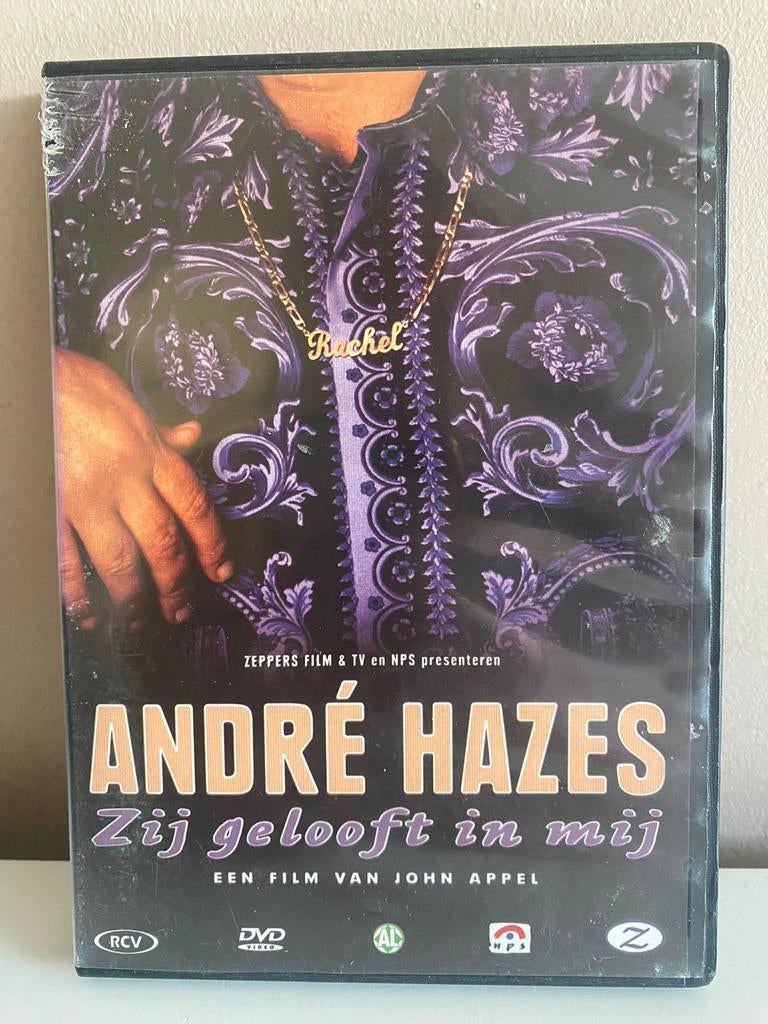 Rachel
ZEPPERS FILM & TV en NPS presenteren
ANDRÉ HAZES
Zij gelooft in mij
EEN FILM VAN JOHN APPEL
RCV DVD VIDEO AL nps Z